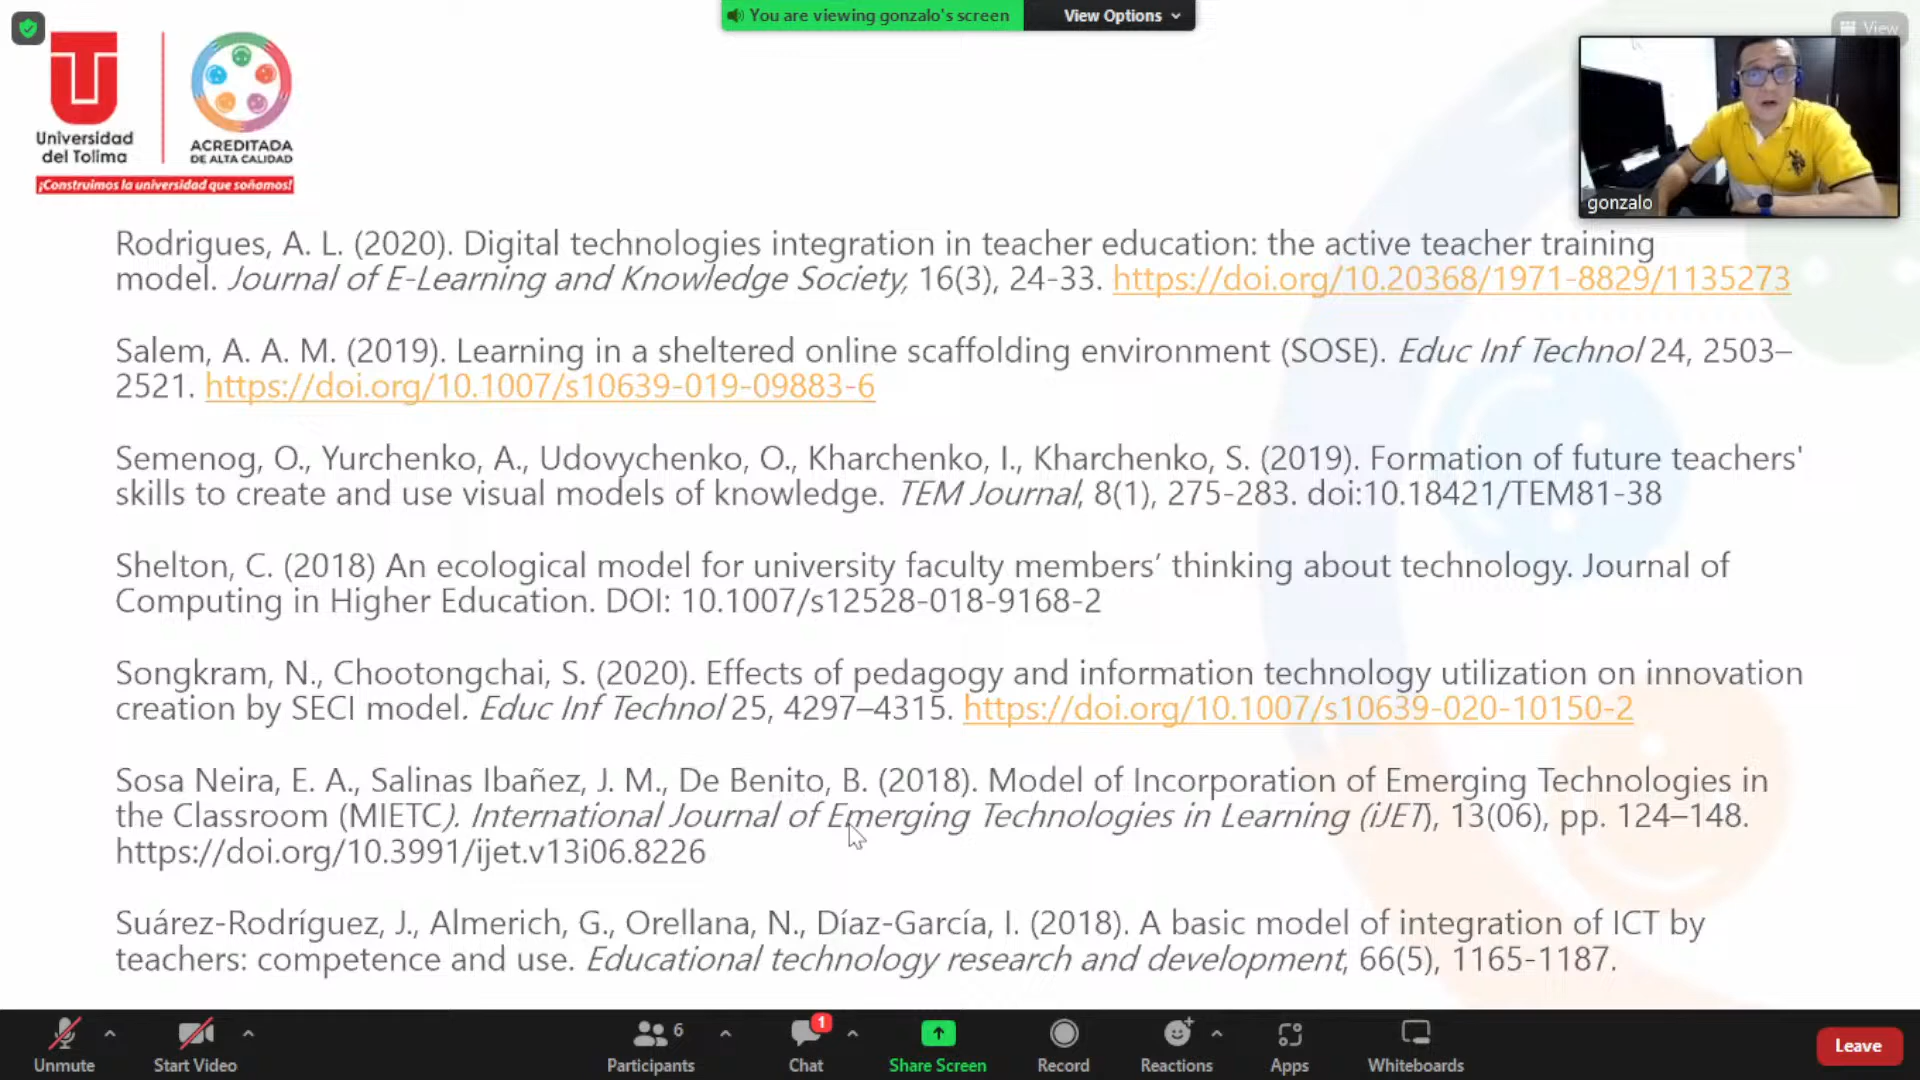 You are viewing gonzalo's screen
View Options
View
Universidad
del Tolima
ACREDITADA
DE ALTA CALIDAD
¡Construimos la universidad que soñamos!
gonzalo
Rodrigues, A. L. (2020). Digital technologies integration in teacher education: the active teacher training
model. Journal of E-Learning and Knowledge Society, 16(3), 24-33. https://doi.org/10.20368/1971-8829/1135273
Salem, A. A. M. (2019). Learning in a sheltered online scaffolding environment (SOSE). Educ Inf Technol 24, 2503–
2521. https://doi.org/10.1007/s10639-019-09883-6
Semenog, O., Yurchenko, A., Udovychenko, O., Kharchenko, I., Kharchenko, S. (2019). Formation of future teachers'
skills to create and use visual models of knowledge. TEM Journal, 8(1), 275-283. doi:10.18421/TEM81-38
Shelton, C. (2018) An ecological model for university faculty members’ thinking about technology. Journal of
Computing in Higher Education. DOI: 10.1007/s12528-018-9168-2
Songkram, N., Chootongchai, S. (2020). Effects of pedagogy and information technology utilization on innovation
creation by SECI model. Educ Inf Technol 25, 4297–4315. https://doi.org/10.1007/s10639-020-10150-2
Sosa Neira, E. A., Salinas Ibañez, J. M., De Benito, B. (2018). Model of Incorporation of Emerging Technologies in
the Classroom (MIETC). International Journal of Emerging Technologies in Learning (iJET), 13(06), pp. 124–148.
https://doi.org/10.3991/ijet.v13i06.8226
Suárez-Rodríguez, J., Almerich, G., Orellana, N., Díaz-García, I. (2018). A basic model of integration of ICT by
teachers: competence and use. Educational technology research and development, 66(5), 1165-1187.
Unmute
Start Video
6
Participants
1
Chat
Share Screen
Record
Reactions
Apps
Whiteboards
Leave